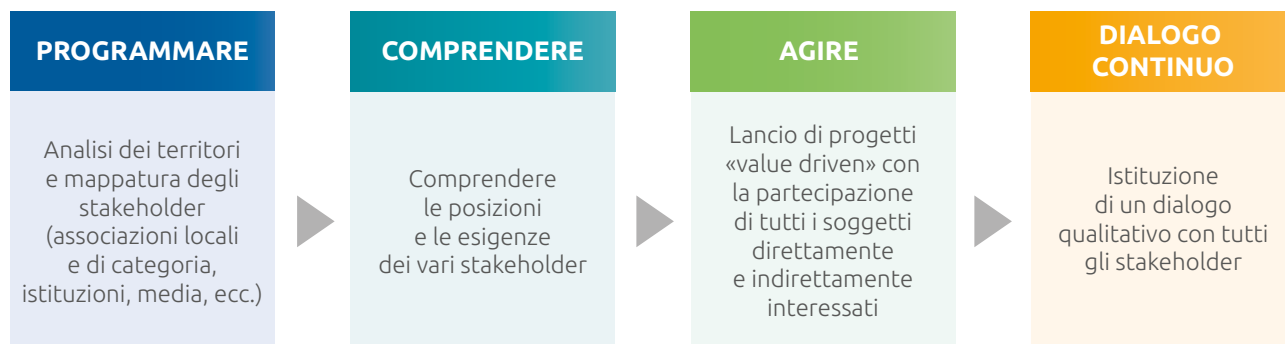 PROGRAMMARE
Analisi dei territori
e mappatura degli
stakeholder
(associazioni locali
e di categoria,
istituzioni, media, ecc.)
COMPRENDERE
Comprendere
le posizioni
e le esigenze
dei vari stakeholder
AGIRE
Lancio di progetti
«value driven» con
la partecipazione
di tutti i soggetti
direttamente
e indirettamente
interessati
DIALOGO
CONTINUO
Istituzione
di un dialogo
qualitativo con tutti
gli stakeholder